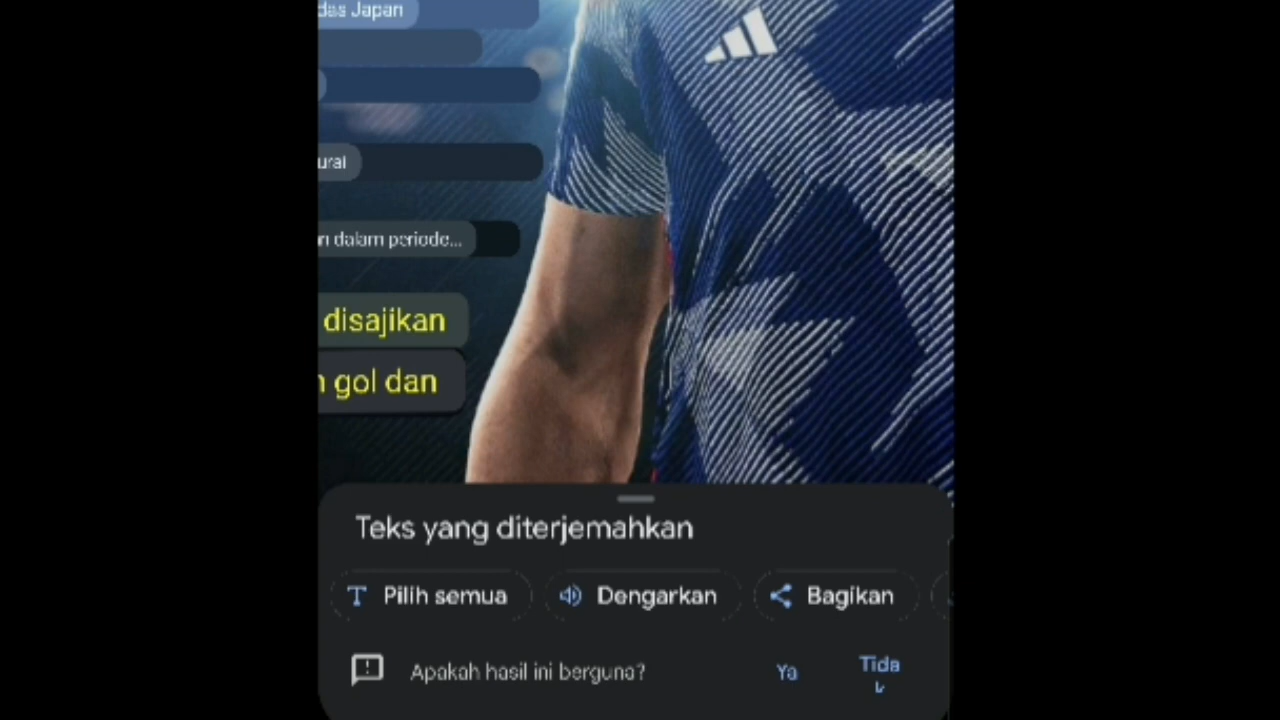 das Japan
urai
n dalam periode...
disajikan
n gol dan
Teks yang diterjemahkan
Pilih semua
Dengarkan
Bagikan
Apakah hasil ini berguna?
Ya
Tida
k